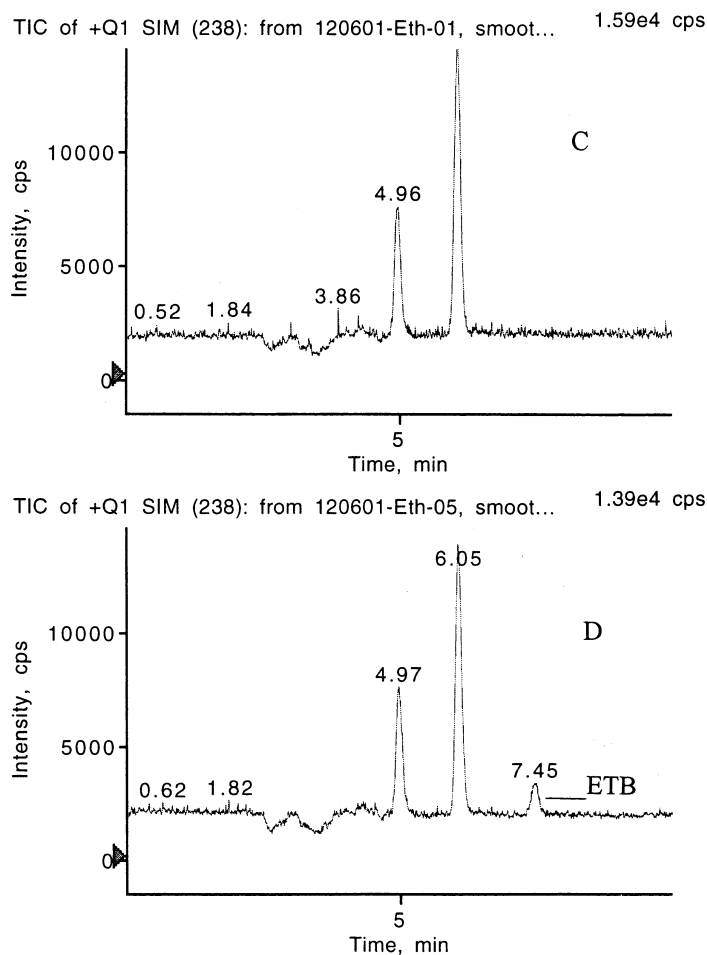 TIC of +Q1 SIM (238): from 120601-Eth-01, smoot... 1.59e4 cps
C
10000
4.96
Intensity, cps
5000
0.52 1.84 3.86
0
5
Time, min
TIC of +Q1 SIM (238): from 120601-Eth-05, smoot... 1.39e4 cps
6.05
10000 D
4.97
Intensity, cps
5000
7.45
0.62 1.82 ETB
0
5
Time, min